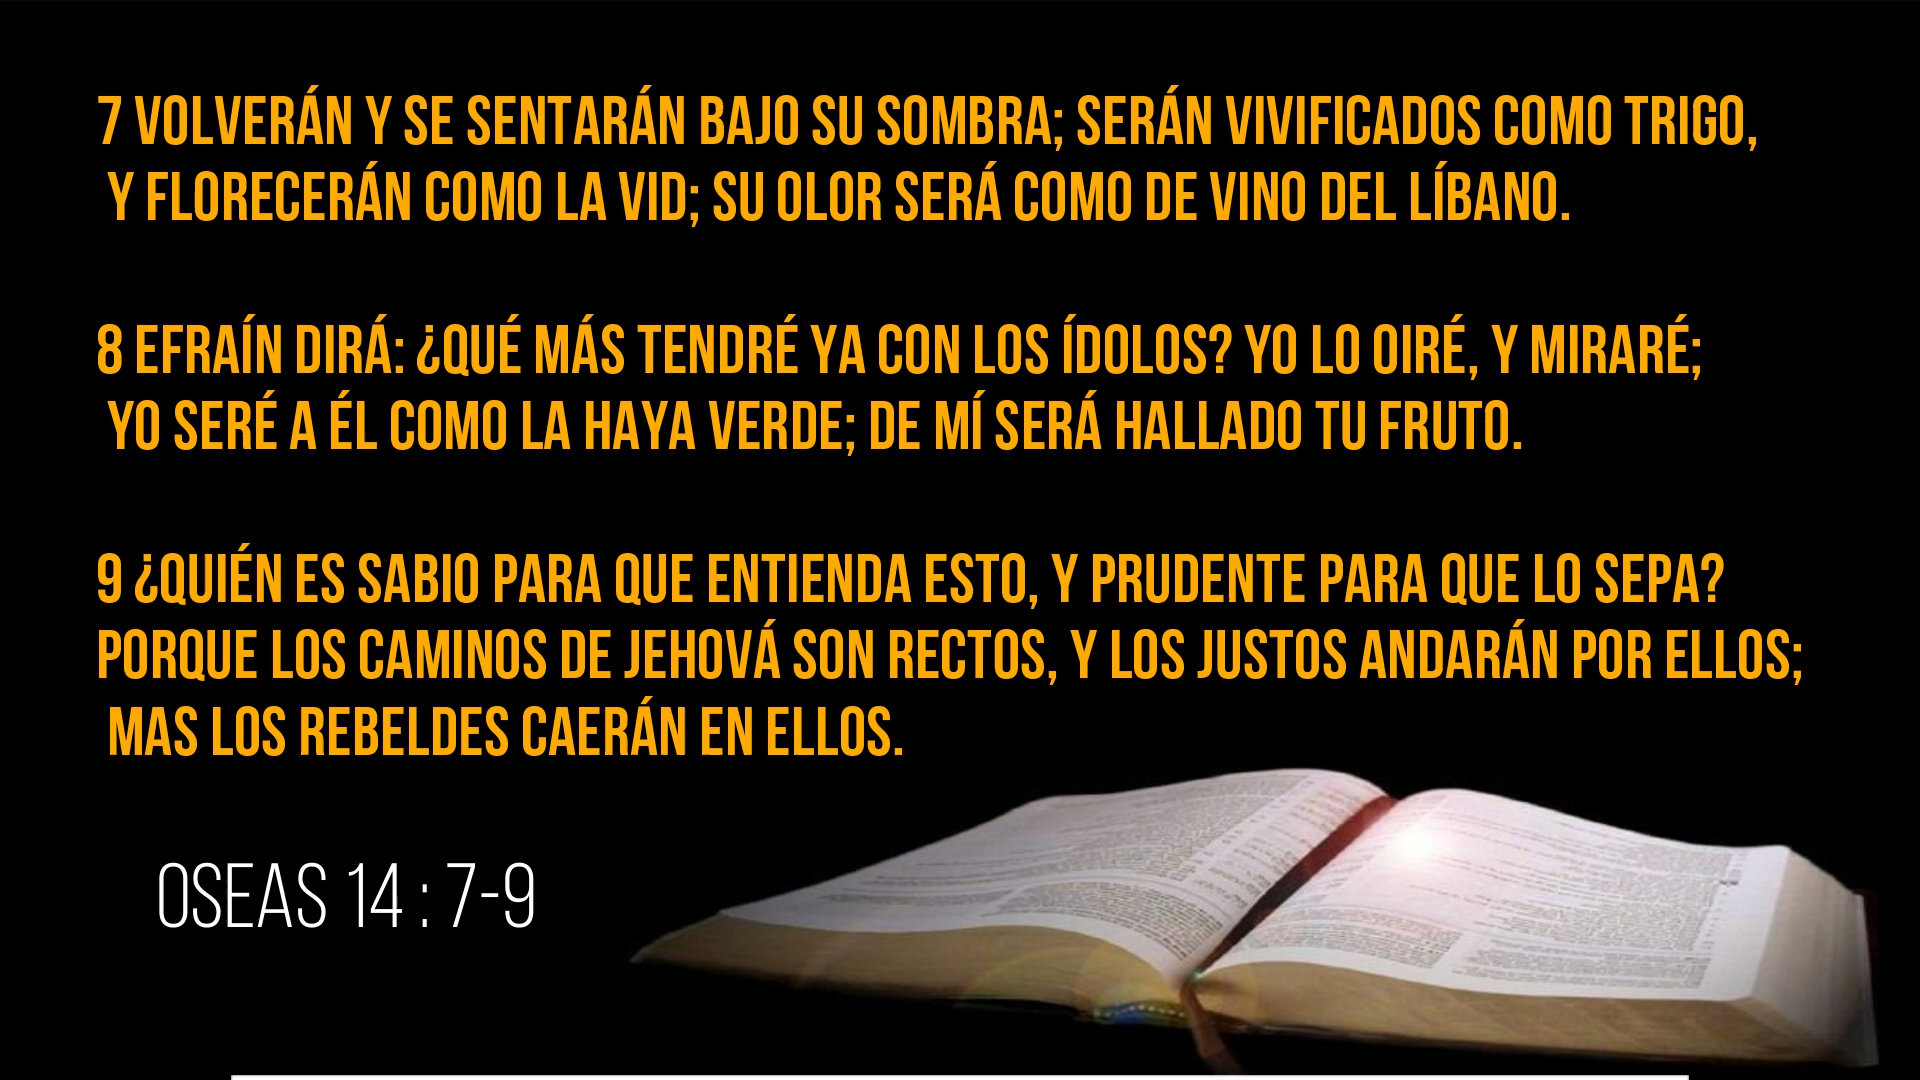 7 VOLVERÁN Y SE SENTARÁN BAJO SU SOMBRA; SERÁN VIVIFICADOS COMO TRIGO,
Y FLORECERÁN COMO LA VID; SU OLOR SERÁ COMO DE VINO DEL LÍBANO.
8 EFRAÍN DIRÁ: ¿QUÉ MÁS TENDRÉ YA CON LOS ÍDOLOS? YO LO OIRÉ, Y MIRARÉ;
YO SERÉ A ÉL COMO LA HAYA VERDE; DE MÍ SERÁ HALLADO TU FRUTO.
9 ¿QUIÉN ES SABIO PARA QUE ENTIENDA ESTO, Y PRUDENTE PARA QUE LO SEPA?
PORQUE LOS CAMINOS DE JEHOVÁ SON RECTOS, Y LOS JUSTOS ANDARÁN POR ELLOS;
MAS LOS REBELDES CAERÁN EN ELLOS.
OSEAS 14 : 7-9